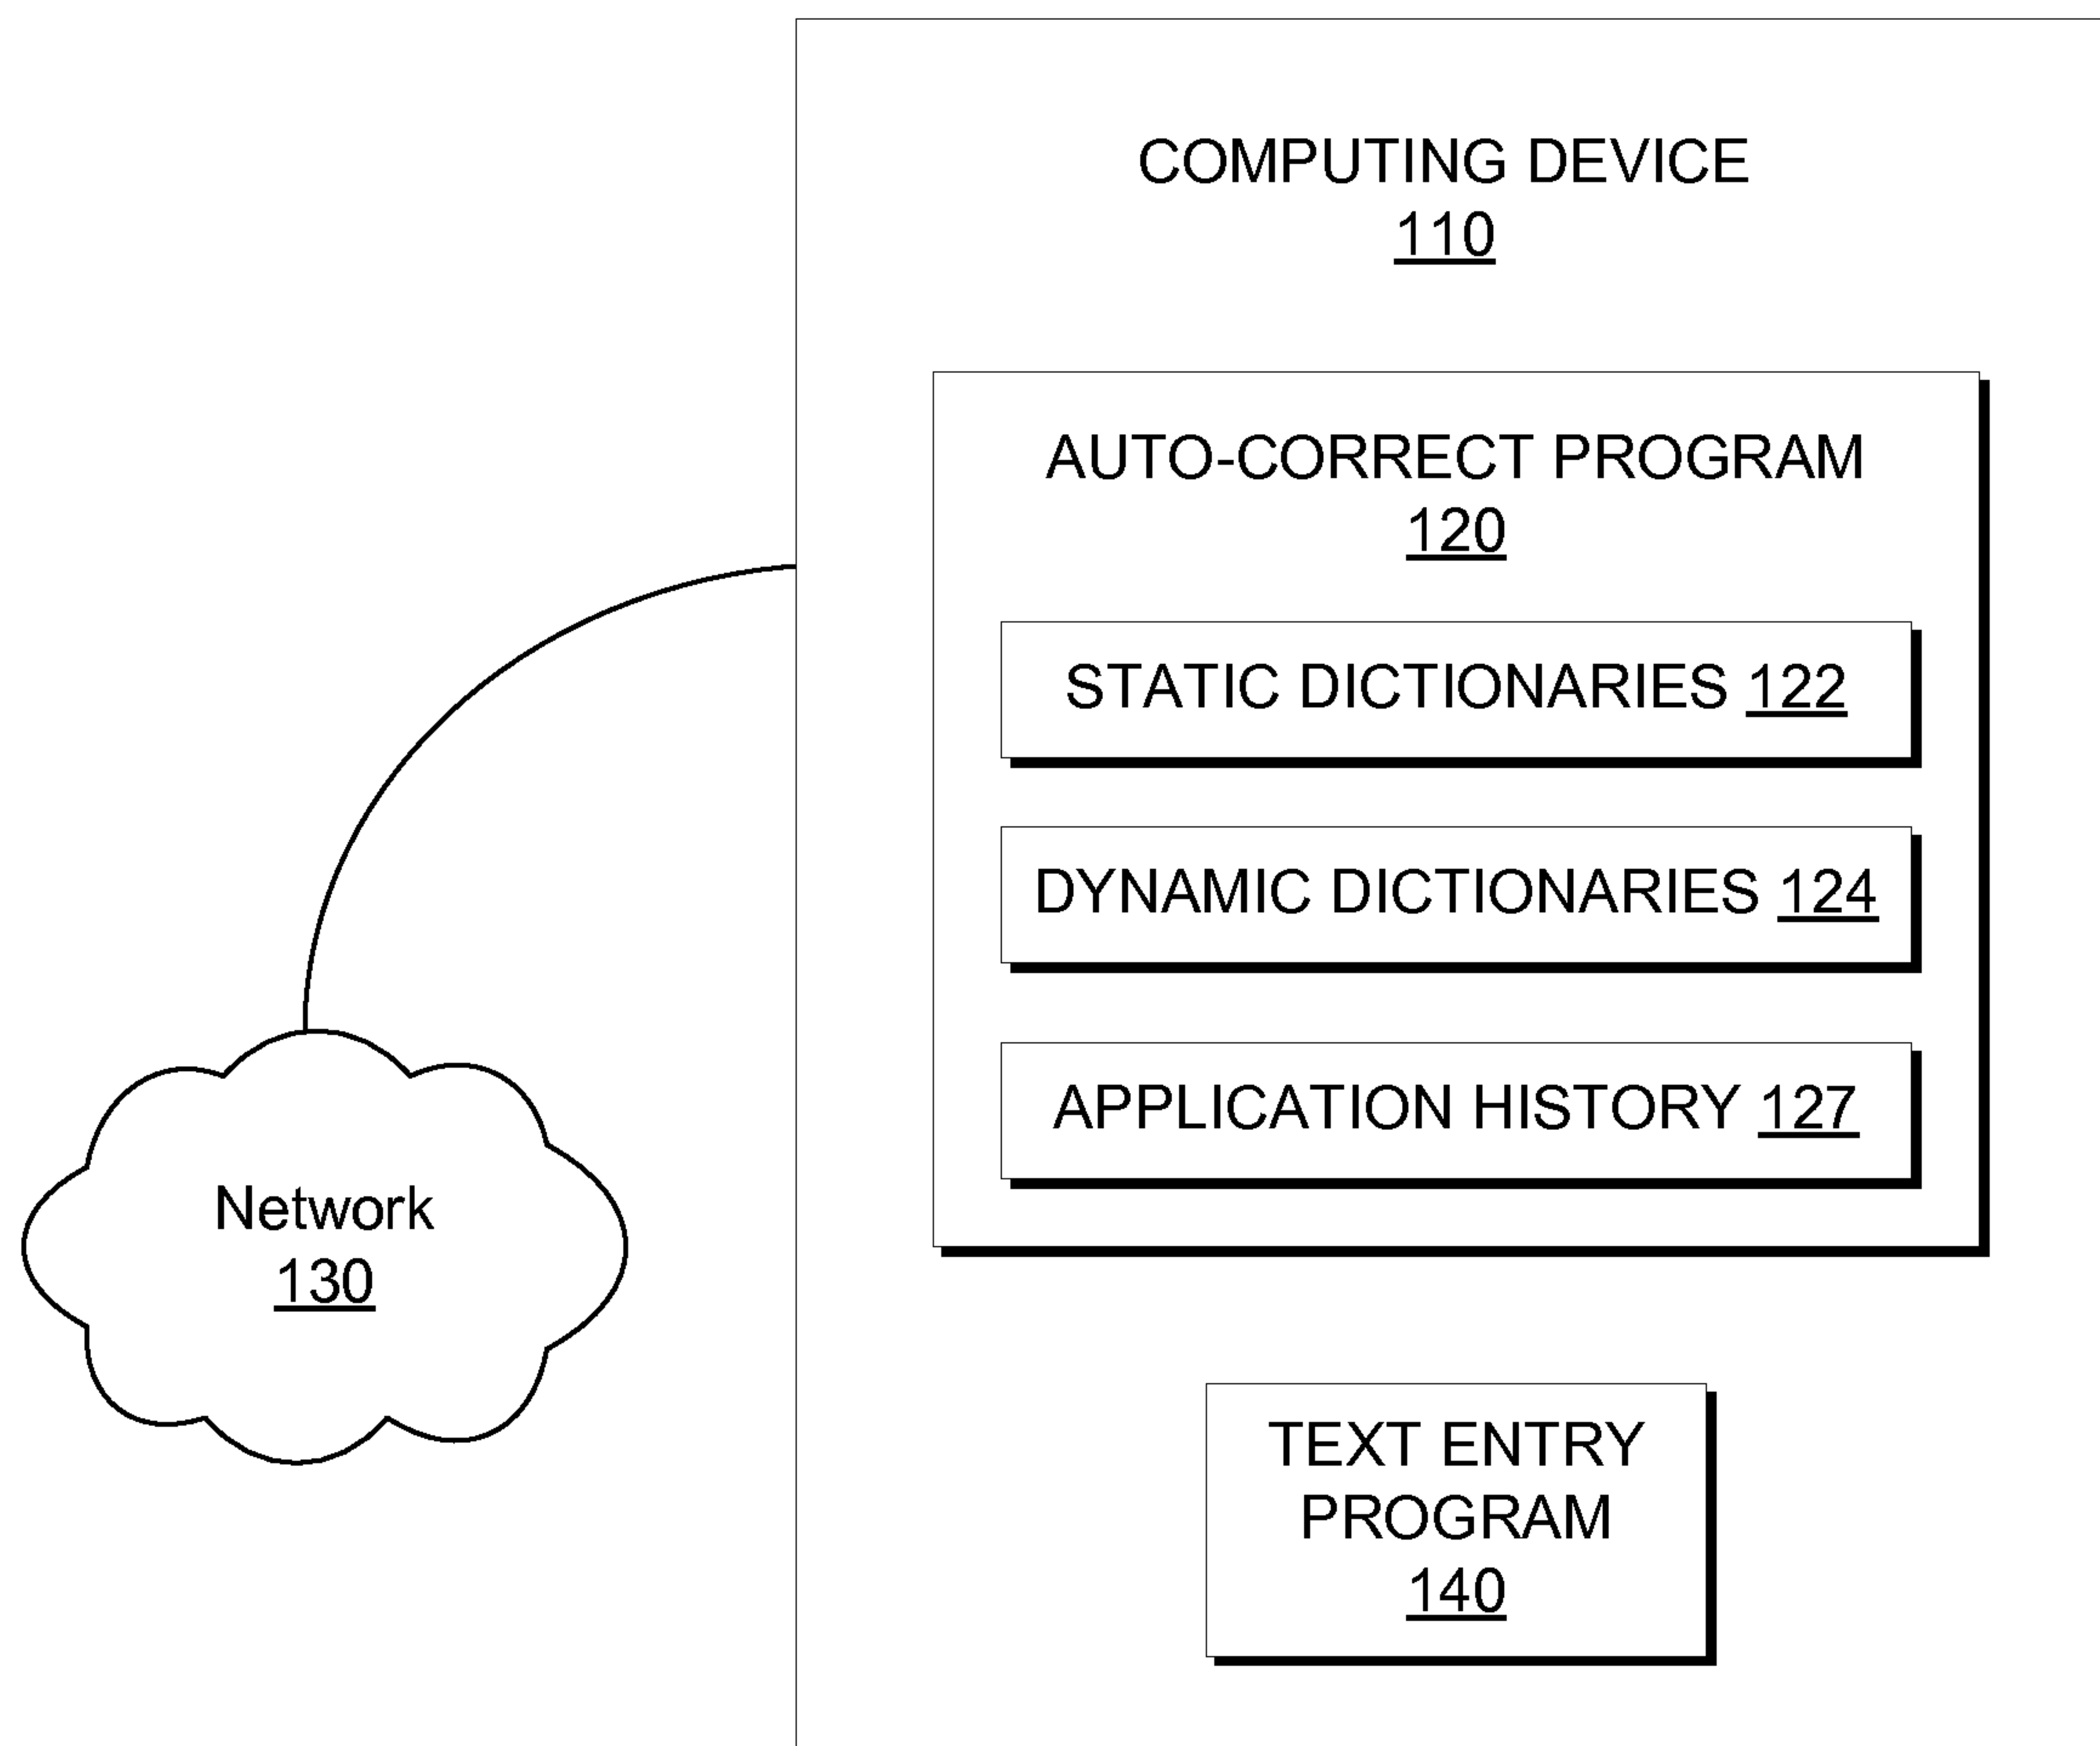 COMPUTING DEVICE
110
AUTO-CORRECT PROGRAM
120
STATIC DICTIONARIES 122
DYNAMIC DICTIONARIES 124
APPLICATION HISTORY 127
Network
130
TEXT ENTRY
PROGRAM
140